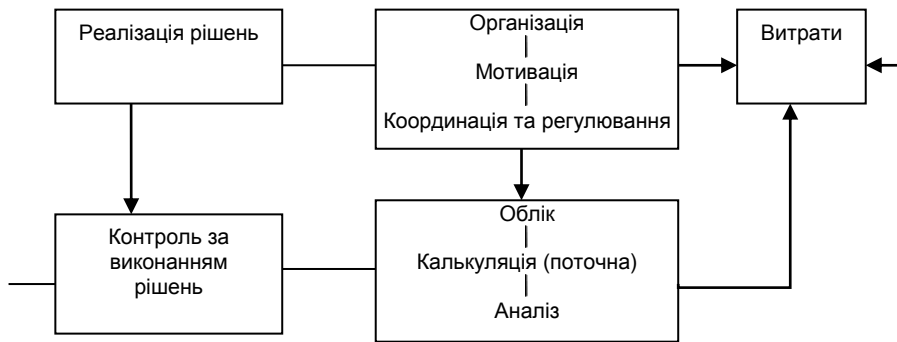 Реалізація рішень
Організація
Мотивація
Координація та регулювання
Витрати
Контроль за
виконанням
рішень
Облік
Калькуляція (поточна)
Аналіз